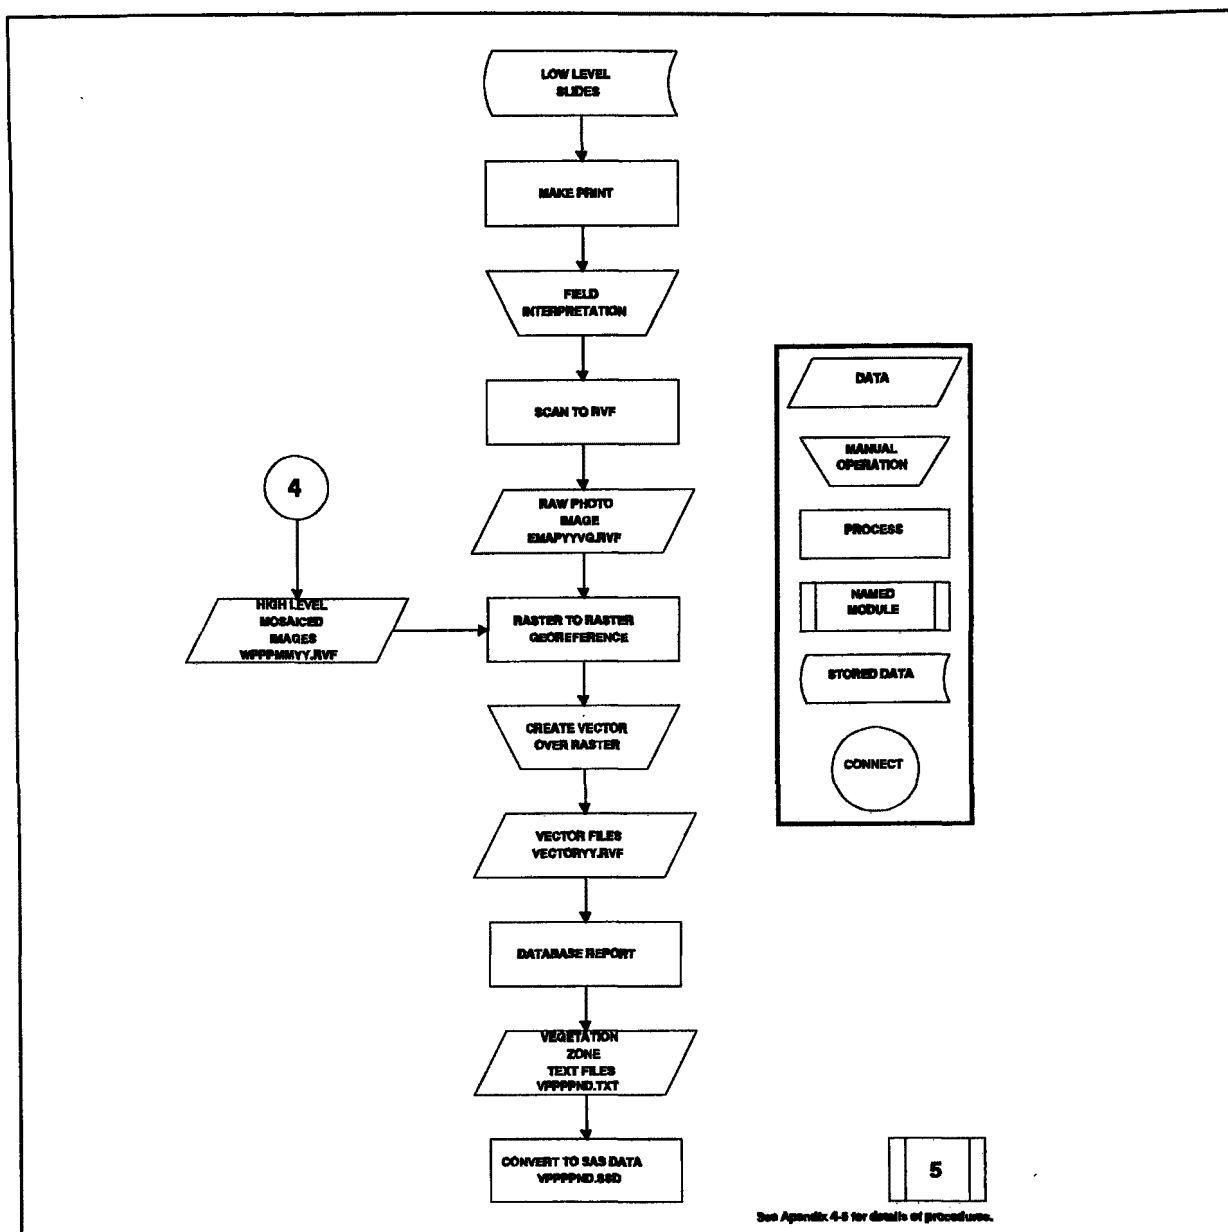 LOW LEVEL
SLIDES
MAKE PRINT
FIELD
INTERPRETATION
SCAN TO RVF
4
RAW PHOTO
IMAGE
EMAPYYVG.RVF
HIGH LEVEL
MOSAICED
IMAGES
WPPPMMYY.RVF
RASTER TO RASTER
GEOREFERENCE
CREATE VECTOR
OVER RASTER
VECTOR FILES
VECTORYY.RVF
DATABASE REPORT
VEGETATION
ZONE
TEXT FILES
VPPPPND.TXT
CONVERT TO SAS DATA
VPPPPND.SSD
DATA
MANUAL
OPERATION
PROCESS
NAMED
MODULE
STORED DATA
CONNECT
5
See Apendix 4-5 for details of procedures.